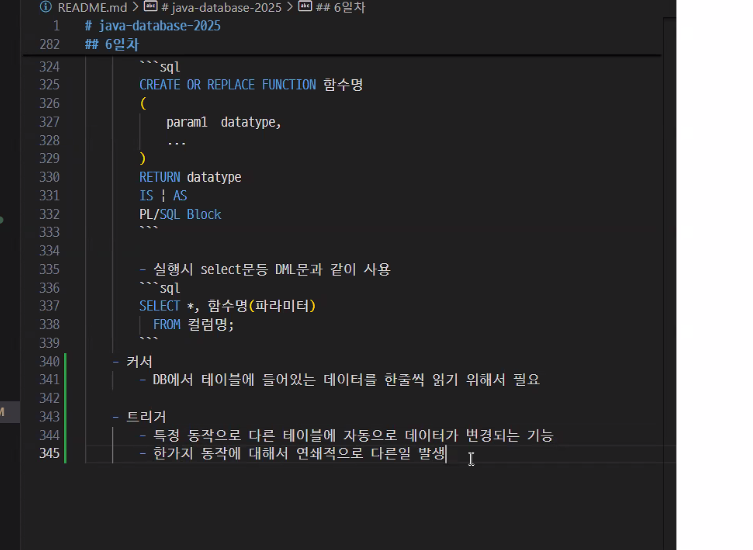 README.md > # java-database-2025 > ## 6일차
1 # java-database-2025
282 ## 6일차
324 ```sql
325 CREATE OR REPLACE FUNCTION 함수명
326 (
327 param1 datatype,
328 ...
329 )
330 RETURN datatype
331 IS | AS
332 PL/SQL Block
333 ```
334
335 - 실행시 select문등 DML문과 같이 사용
336 ```sql
337 SELECT *, 함수명(파라미터)
338 FROM 컬럼명;
339 ```
340 - 커서
341 - DB에서 테이블에 들어있는 데이터를 한줄씩 읽기 위해서 필요
342
343 - 트리거
M
344 - 특정 동작으로 다른 테이블에 자동으로 데이터가 변경되는 기능
345 - 한가지 동작에 대해서 연쇄적으로 다른일 발생